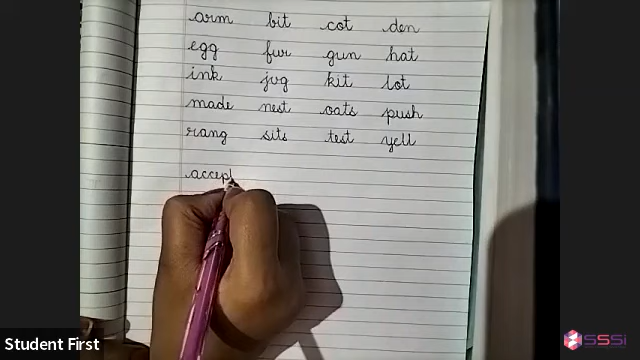 arm bit cot den
egg fur gun hat
ink jug kit lot
made nest oats push
rang sits test yell
accep
Student First
SSSi